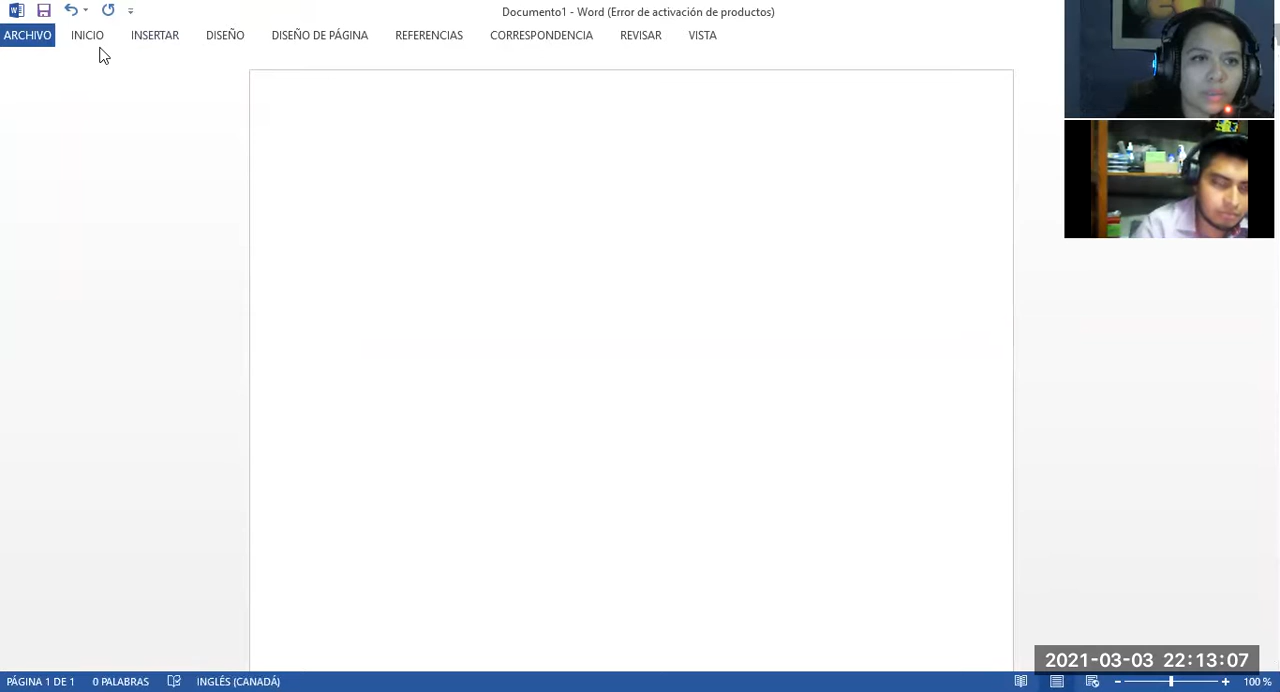 Documento1 - Word (Error de activación de productos)
ARCHIVO INICIO INSERTAR DISEÑO DISEÑO DE PÁGINA REFERENCIAS CORRESPONDENCIA REVISAR VISTA
2021-03-03 22:13:07
PÁGINA 1 DE 1 0 PALABRAS INGLÉS (CANADÁ) 100 %